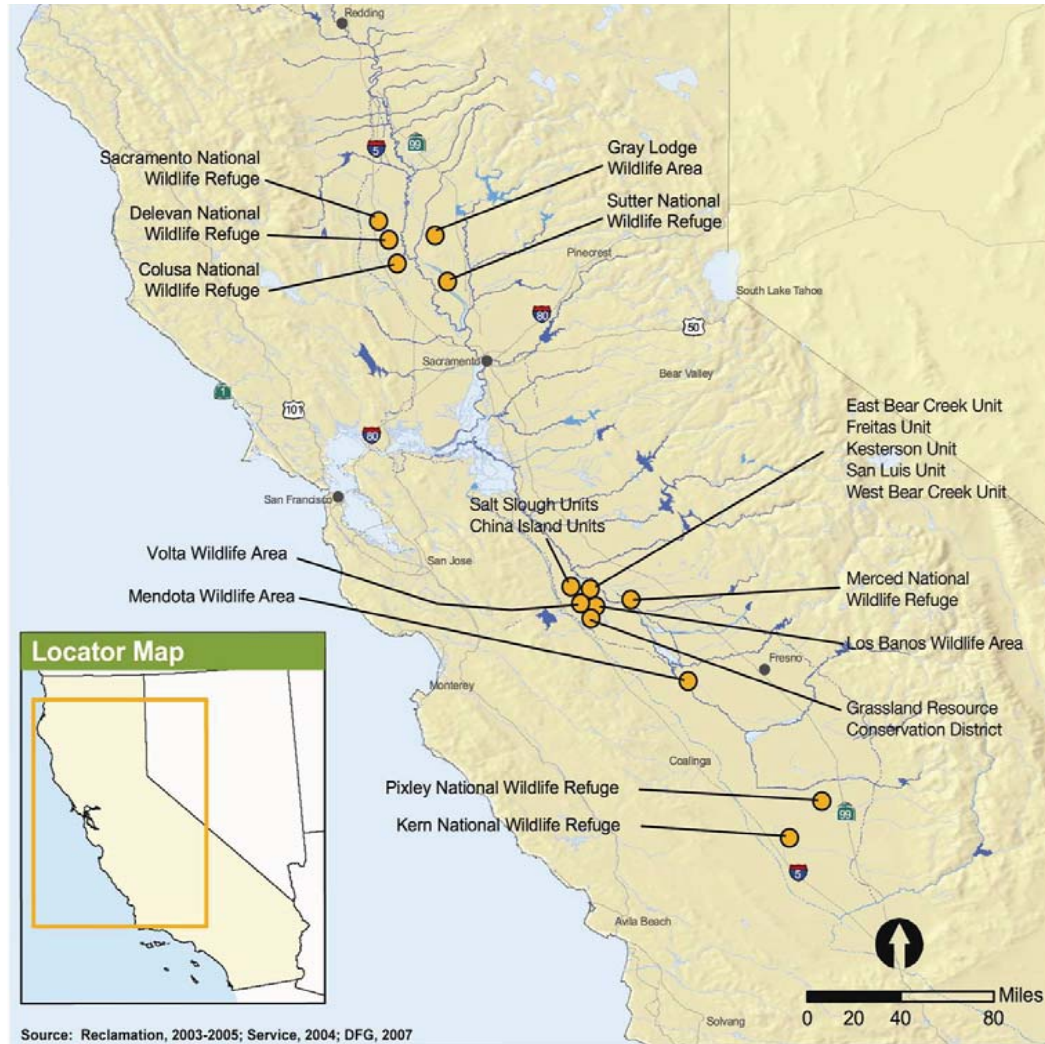 Redding
5
99
Sacramento National
Wildlife Refuge
Gray Lodge
Wildlife Area
Delevan National
Wildlife Refuge
Sutter National
Wildlife Refuge
Colusa National
Wildlife Refuge
Pinecrest
South Lake Tahoe
80
50
Sacramento
Bear Valley
1
101
80
East Bear Creek Unit
Freitas Unit
Kesterson Unit
San Luis Unit
West Bear Creek Unit
San Francisco
Salt Slough Units
China Island Units
Volta Wildlife Area
San Jose
Mendota Wildlife Area
Merced National
Wildlife Refuge
Los Banos Wildlife Area
Locator Map
Fresno
Monterey
Grassland Resource
Conservation District
Coalinga
Pixley National Wildlife Refuge
99
Kern National Wildlife Refuge
5
Avila Beach
Miles
0 20 40 80
Solvang
Source: Reclamation, 2003-2005; Service, 2004; DFG, 2007